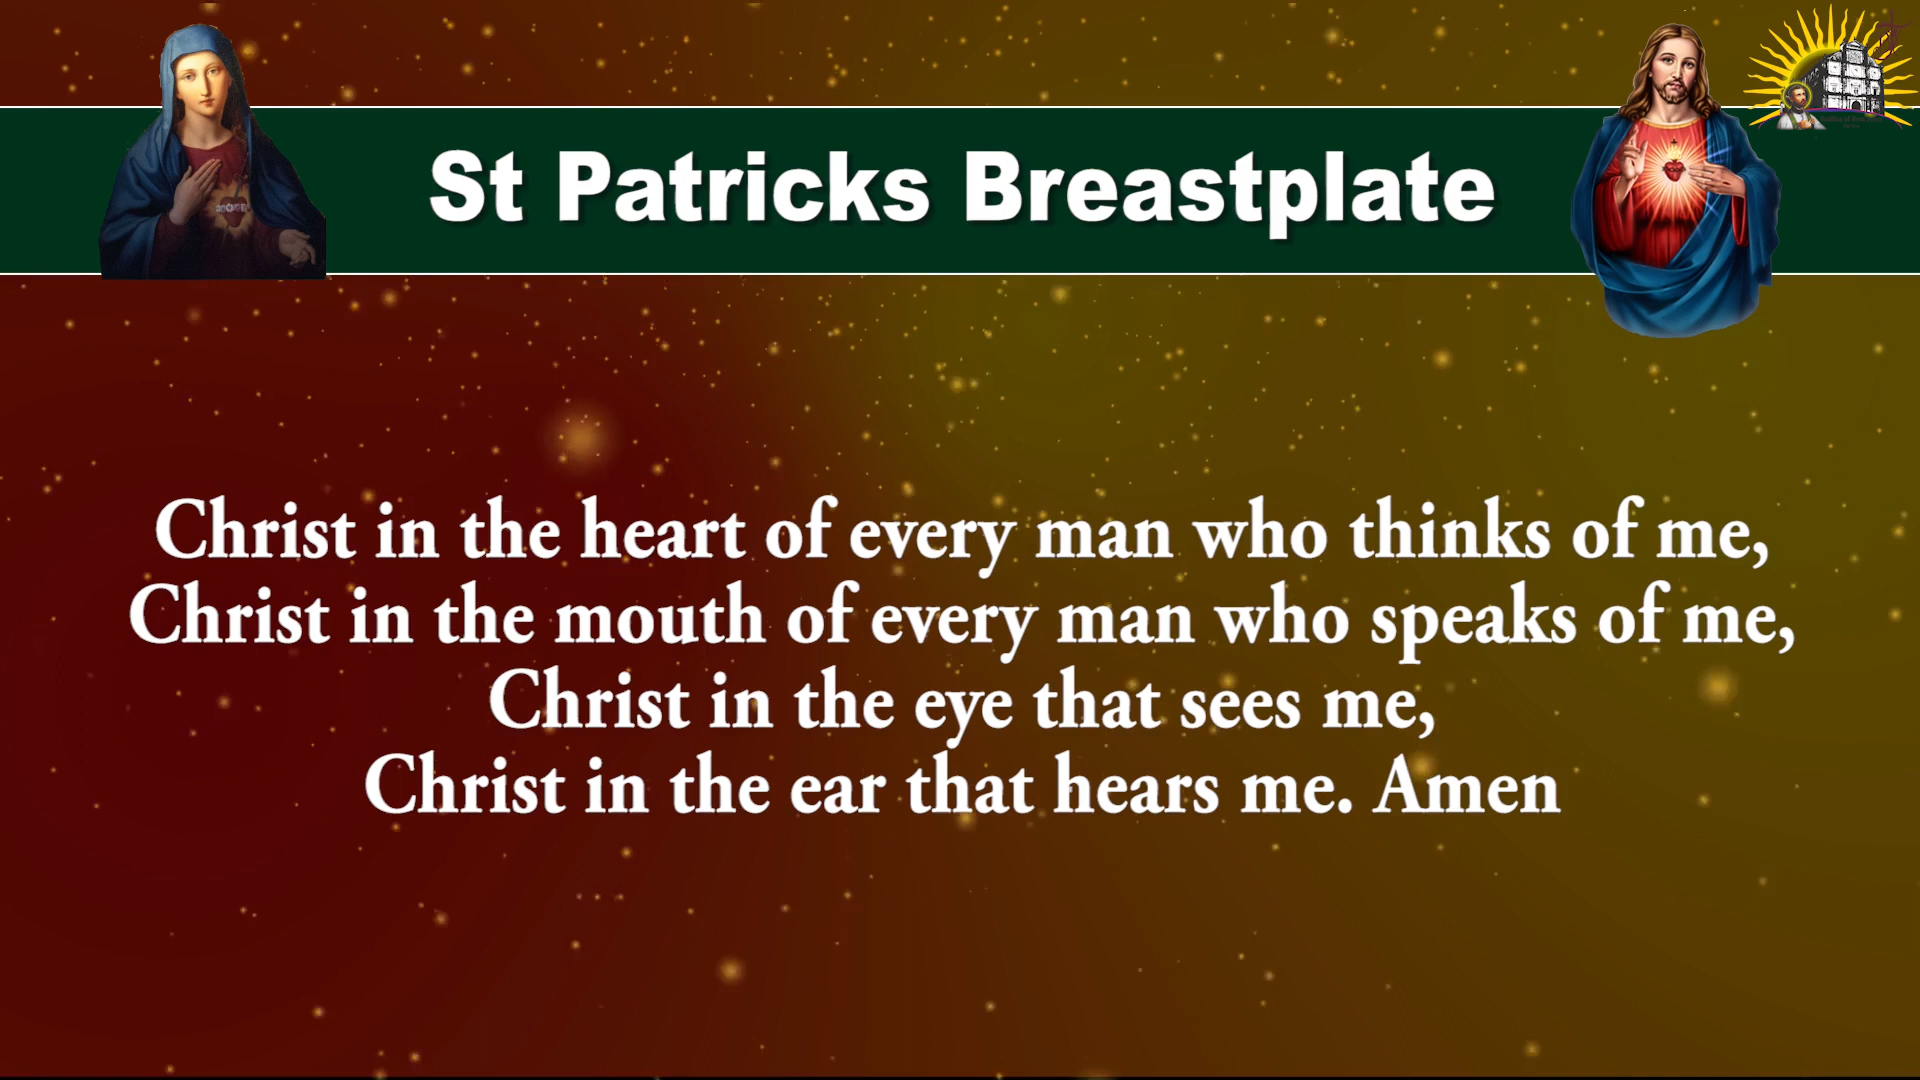 St Patricks Breastplate
Christ in the heart of every man who thinks of me,
Christ in the mouth of every man who speaks of me,
Christ in the eye that sees me,
Christ in the ear that hears me. Amen